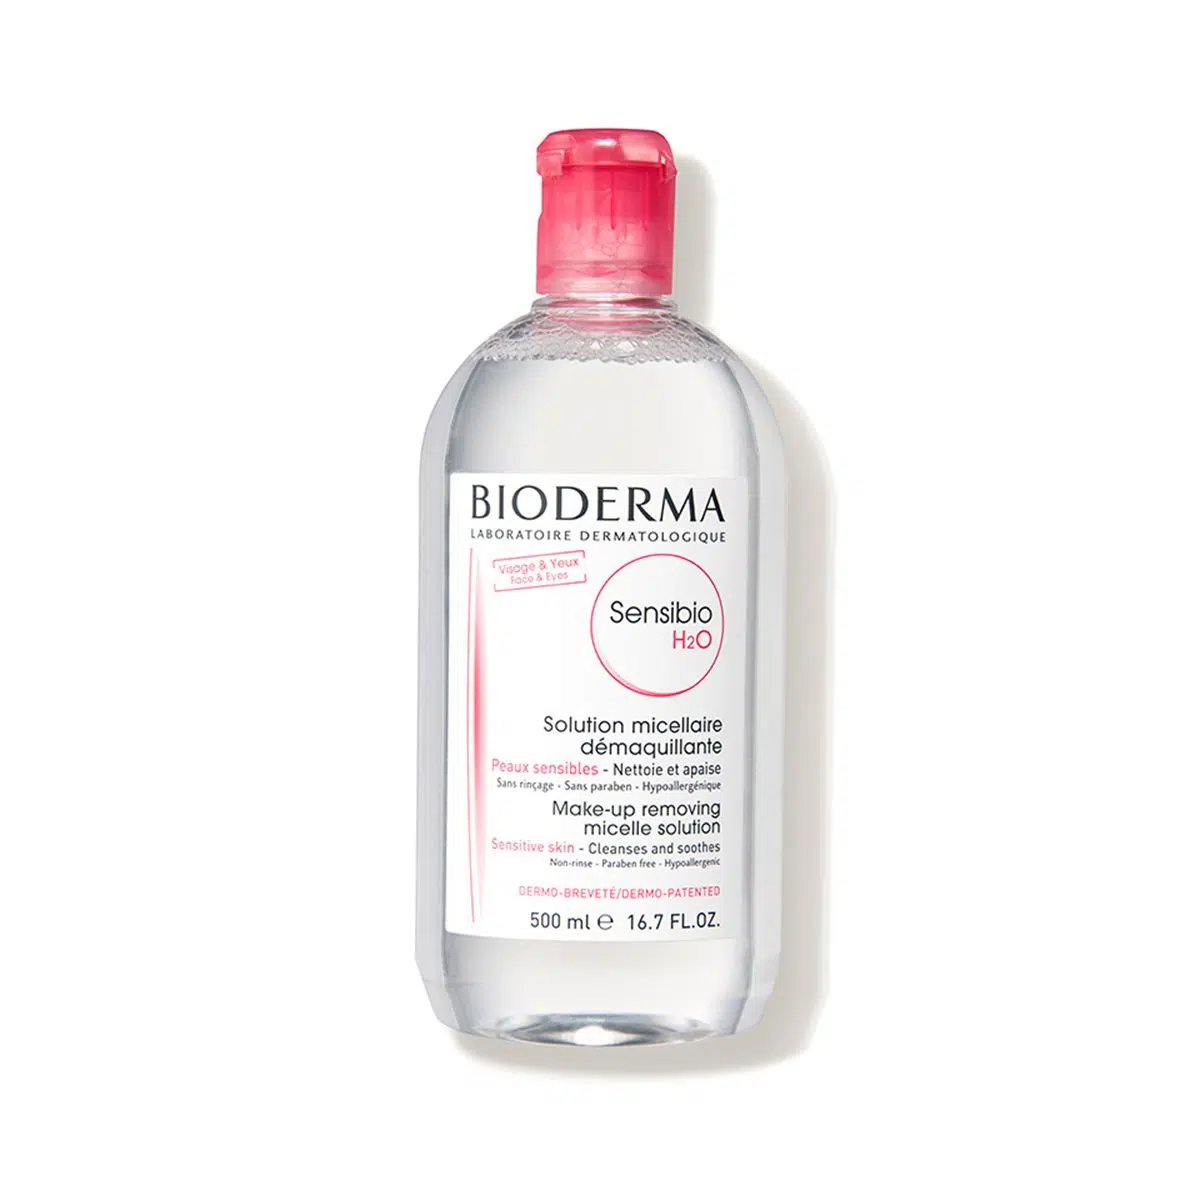 BIODERMA
LABORATOIRE DERMATOLOGIQUE
Visage & Yeux
Face & Eyes
Sensibio
H2O
Solution micellaire
démaquillante
Peaux sensibles - Nettoie et apaise
Sans rinçage - Sans paraben - Hypoallergénique
Make-up removing
micelle solution
Sensitive skin - Cleanses and soothes
Non-rinse - Paraben free - Hypoallergenic
DERMO-BREVETÉ/DERMO-PATENTED
500 ml ℮ 16.7 FL.OZ.